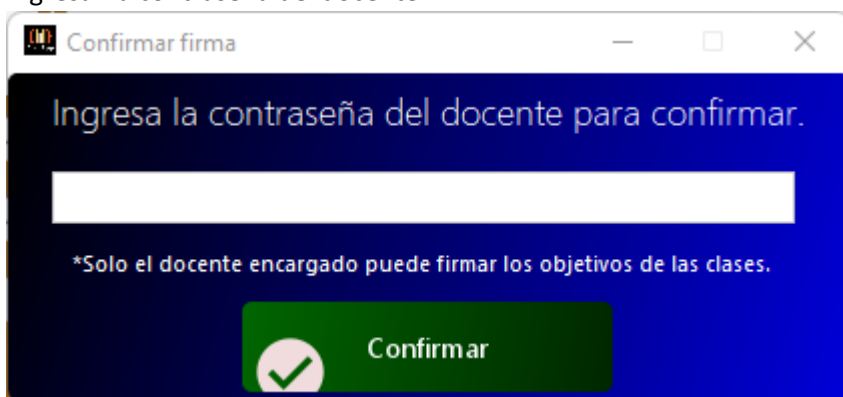 Confirmar firma
Ingresa la contraseña del docente para confirmar.
*Solo el docente encargado puede firmar los objetivos de las clases.
Confirmar